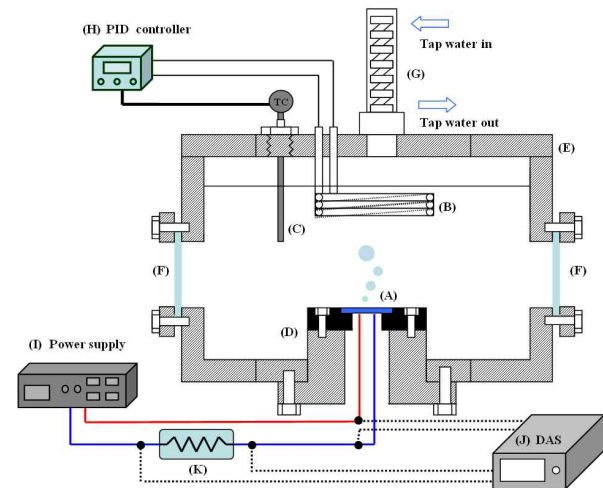 (H) PID controller
Tap water in
(G)
TC
Tap water out
(E)
(B)
(C)
(F)
(F)
(A)
(D)
(I) Power supply
(J) DAS
(K)